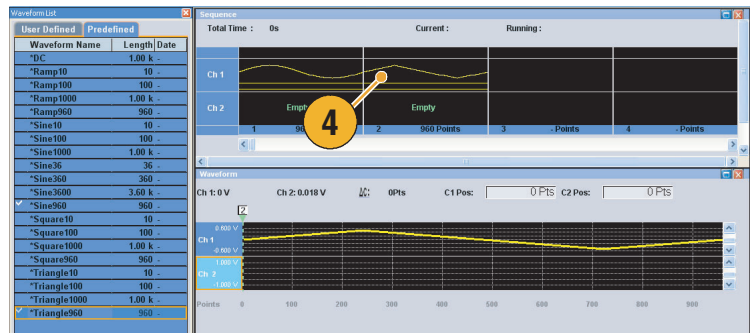 Waveform List
User Defined Predefined
Waveform Name Length Date
*DC 1.00 k -
*Ramp10 10 -
*Ramp100 100 -
*Ramp1000 1.00 k -
*Ramp960 960 -
*Sine10 10 -
*Sine100 100 -
*Sine1000 1.00 k -
*Sine36 36 -
*Sine360 360 -
*Sine3600 3.60 k -
*Sine960 960 -
*Square10 10 -
*Square100 100 -
*Square1000 1.00 k -
*Square960 960 -
*Triangle10 10 -
*Triangle100 100 -
*Triangle1000 1.00 k -
*Triangle960 960 -
Sequence
Total Time : 0s Current : Running :
Ch 1
Ch 2 Empty Empty
4
1 2 960 Points 3 - Points 4 - Points
Waveform
Ch 1: 0 V Ch 2: 0.018 V 0Pts C1 Pos: 0 Pts C2 Pos: 0 Pts
2
0.600 V
Ch 1
-0.600 V
1.000 V
Ch 2
-1.000 V
Points 0 100 200 300 400 500 600 700 800 900